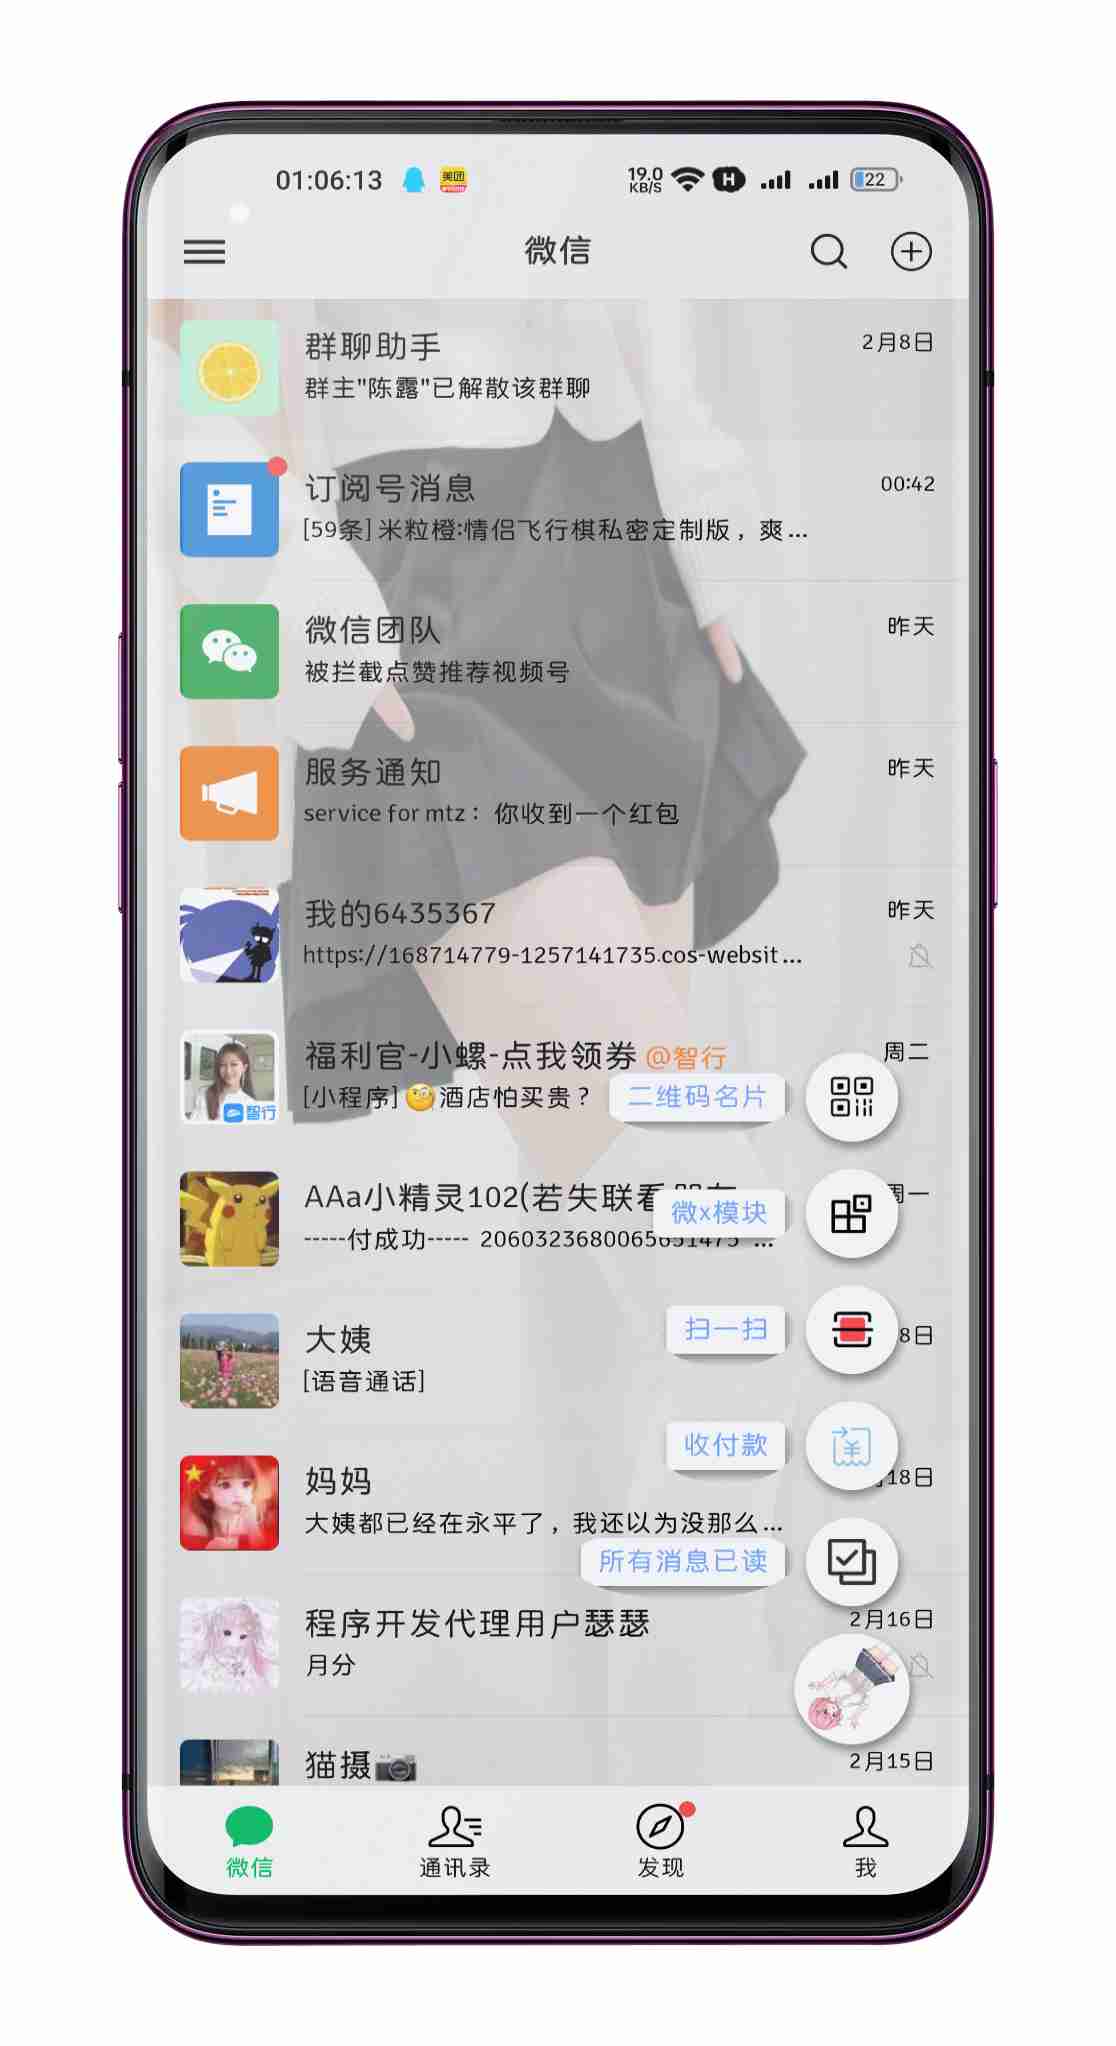 01:06:13
美团
19.0
KB/S
H
22
微信
群聊助手
2月8日
群主"陈露"已解散该群聊
订阅号消息
00:42
[59条] 米粒橙:情侣飞行棋私密定制版，爽...
微信团队
昨天
被拦截点赞推荐视频号
服务通知
昨天
service for mtz： 你收到一个红包
我的6435367
昨天
https://168714779-1257141735.cos-websit...
福利官-小螺-点我领券 @智行
周二
[小程序] 酒店怕买贵？
智行
二维码名片
AAa小精灵102(若失联看
周一
微x模块
-----付成功----- 2060323680065651475 ...
扫一扫
大姨
8日
[语音通话]
收付款
妈妈
18日
大姨都已经在永平了，我还以为没那么...
所有消息已读
程序开发代理用户瑟瑟
2月16日
月分
猫摄
2月15日
微信
通讯录
发现
我